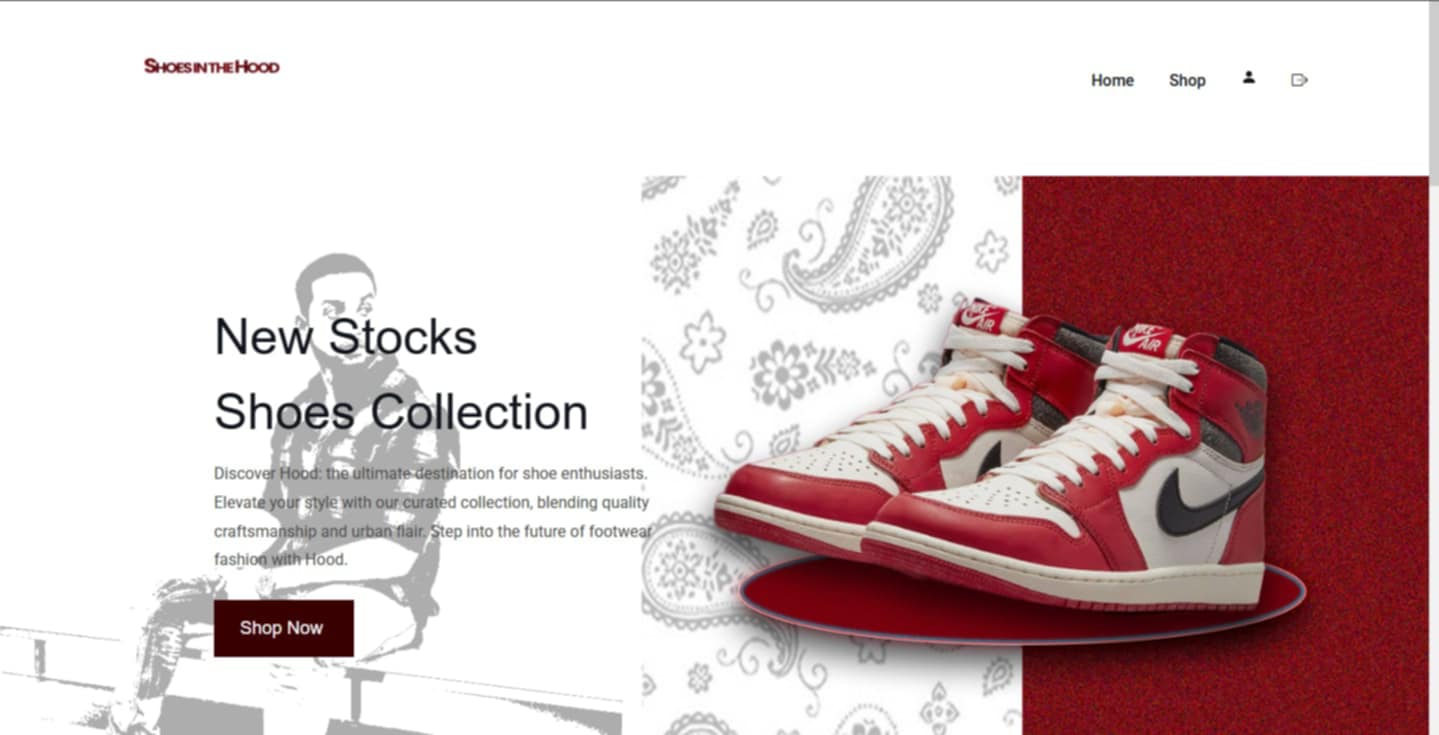 SHOES IN THE HOOD
Home Shop
New Stocks
Shoes Collection
Discover Hood: the ultimate destination for shoe enthusiasts.
Elevate your style with our curated collection, blending quality
craftsmanship and urban flair. Step into the future of footwear
fashion with Hood.
Shop Now
NIKE
AIR
NIKE
AIR